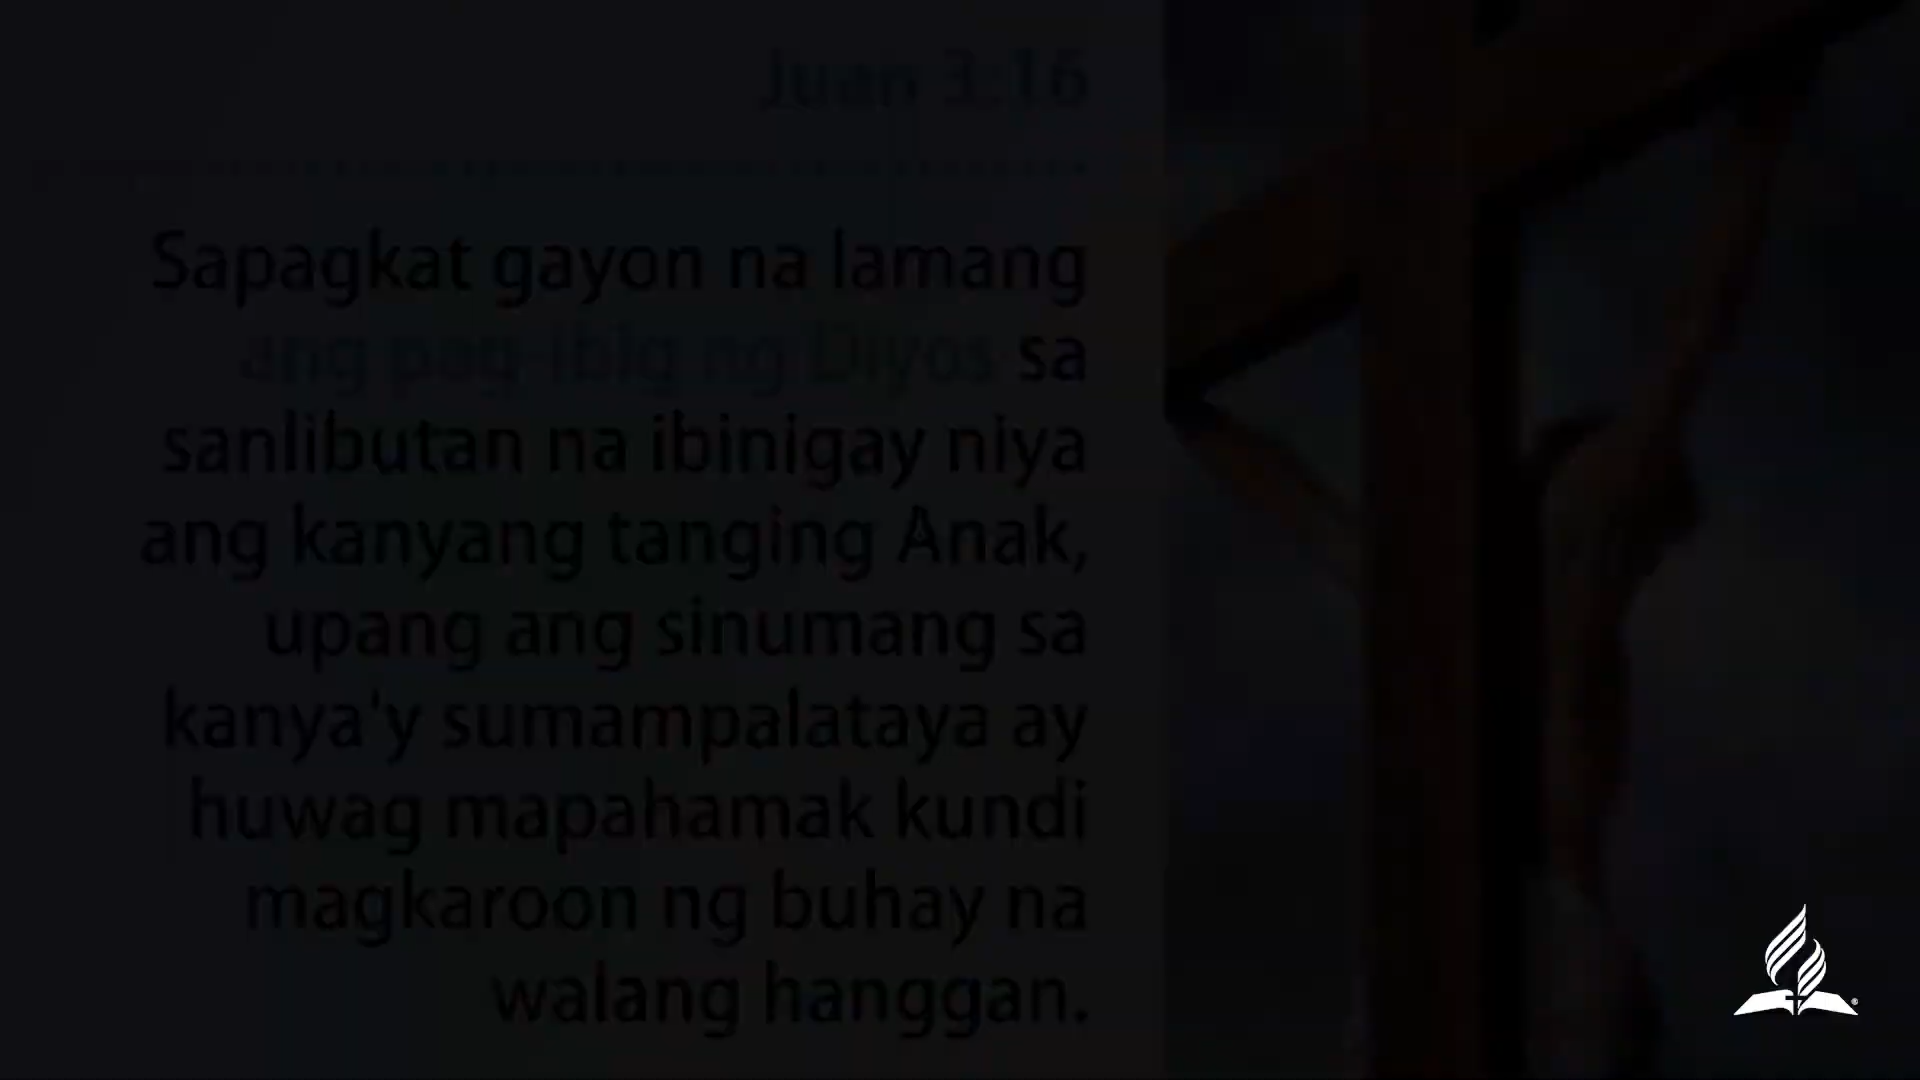 Juan 3:16
Sapagkat gayon na lamang
ang pag-ibig ng Diyos sa
sanlibutan na ibinigay niya
ang kanyang tanging Anak,
upang ang sinumang sa
kanya'y sumampalataya ay
huwag mapahamak kundi
magkaroon ng buhay na
walang hanggan.